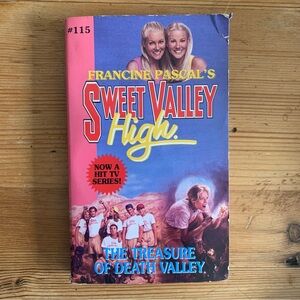 #115
FRANCINE PASCAL'S
SWEET VALLEY
High.
NOW A
HIT TV
SERIES!
THE TREASURE
OF DEATH VALLEY